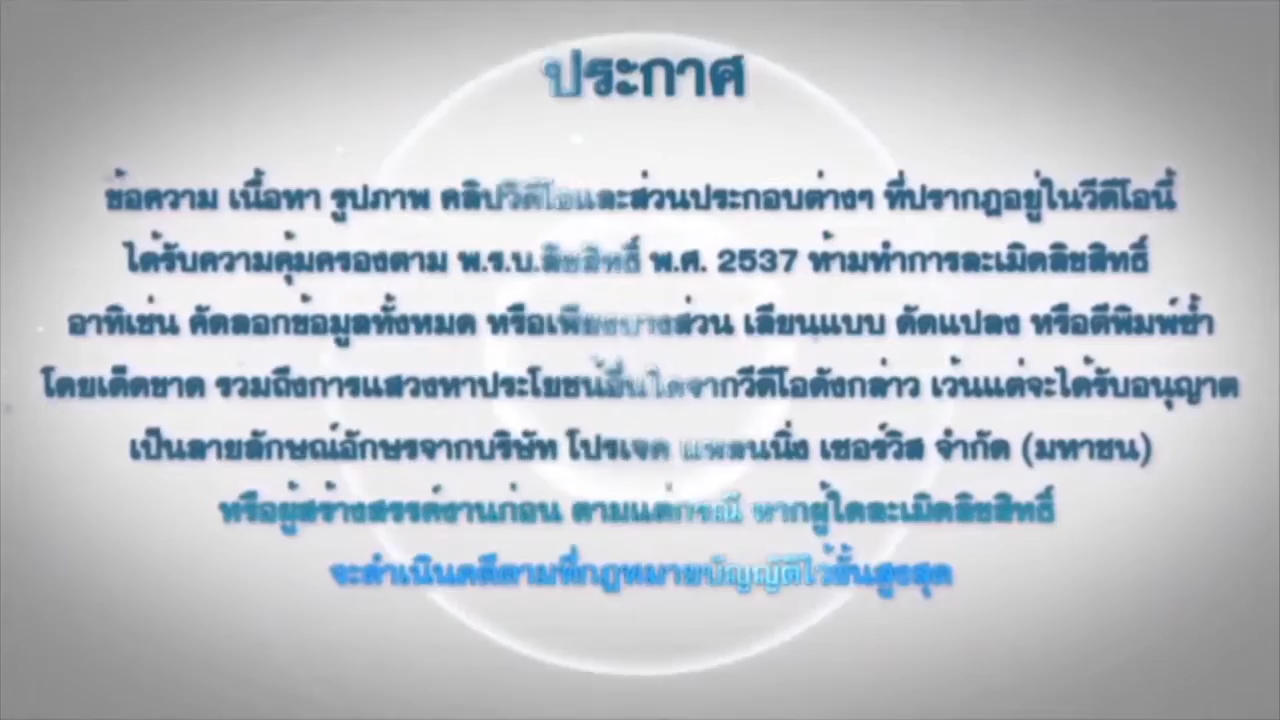 ประกาศ
ข้อความ เนื้อหา รูปภาพ คลิปวีดีโอและส่วนประกอบต่างๆ ที่ปรากฏอยู่ในวีดีโอนี้
ได้รับความคุ้มครองตาม พ.ร.บ.ลิขสิทธิ์ พ.ศ. 2537 ห้ามทำการละเมิดลิขสิทธิ์
อาทิเช่น คัดลอกข้อมูลทั้งหมด หรือเพียงบางส่วน เลียนแบบ ดัดแปลง หรือตีพิมพ์ซ้ำ
โดยเด็ดขาด รวมถึงการแสวงหาประโยชน์อื่นใดจากวีดีโอดังกล่าว เว้นแต่จะได้รับอนุญาต
เป็นลายลักษณ์อักษรจากบริษัท โปรเจค แพลนนิ่ง เซอร์วิส จำกัด (มหาชน)
หรือผู้สร้างสรรค์งานก่อน ตามแต่กรณี หากผู้ใดละเมิดลิขสิทธิ์
จะดำเนินคดีตามที่กฎหมายบัญญัติไว้ขั้นสูงสุด